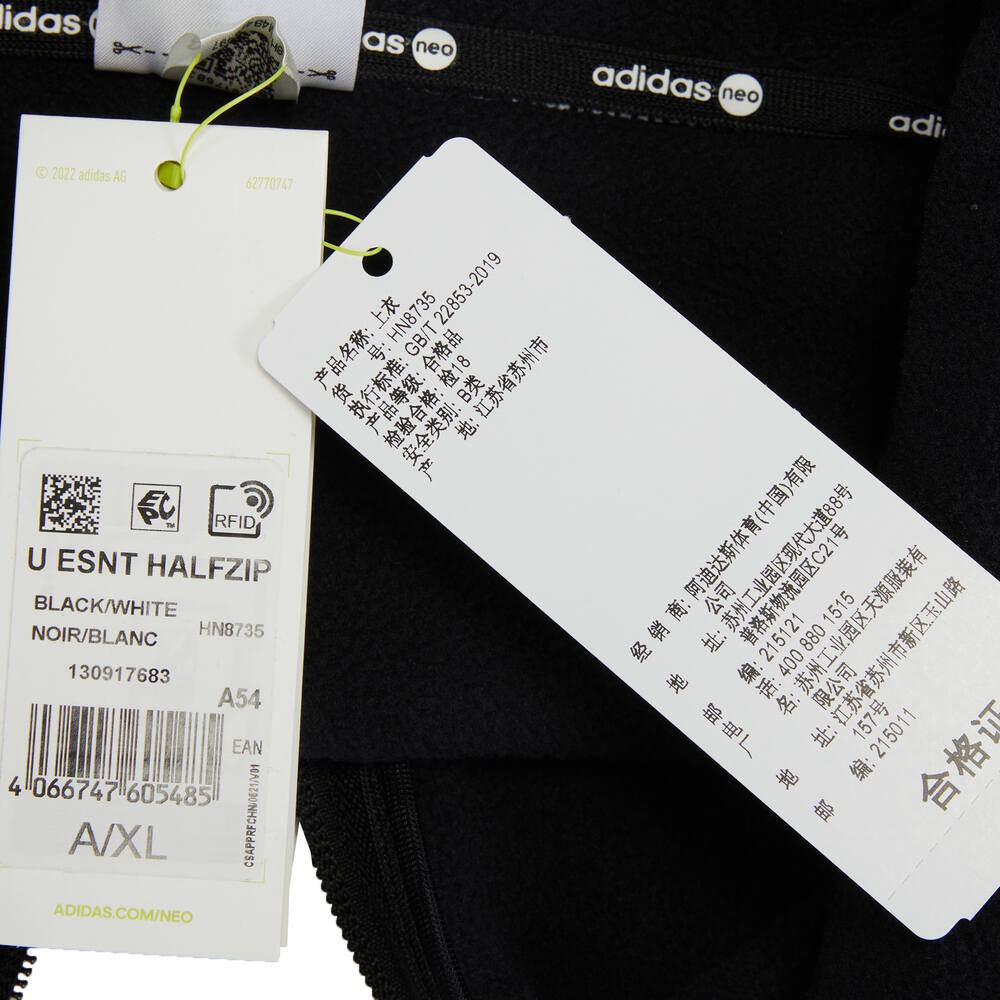 adidas
as neo
adidas neo
adi
© 2022 adidas AG
62770747
EPC TM
RFID
U ESNT HALFZIP
BLACK/WHITE
NOIR/BLANC
HN8735
130917683
A54
EAN
4 066747 605485
CSAPPRFCHN/0621/V01
A/XL
ADIDAS.COM/NEO
产品名称: 上衣
货号: HN8735
执行标准: GB/T 22853-2019
产品等级: 合格品
检验合格: 检18
安全类别: B类
产地: 江苏省苏州市
经销商: 阿迪达斯体育(中国)有限
公司
地址: 苏州工业园区现代大道88号
普洛斯物流园区C21号
邮编: 215121
电话: 400 880 1515
厂名: 苏州工业园区天源服装有
限公司
地址: 江苏省苏州市新区玉山路
157号
邮编: 215011
合格证